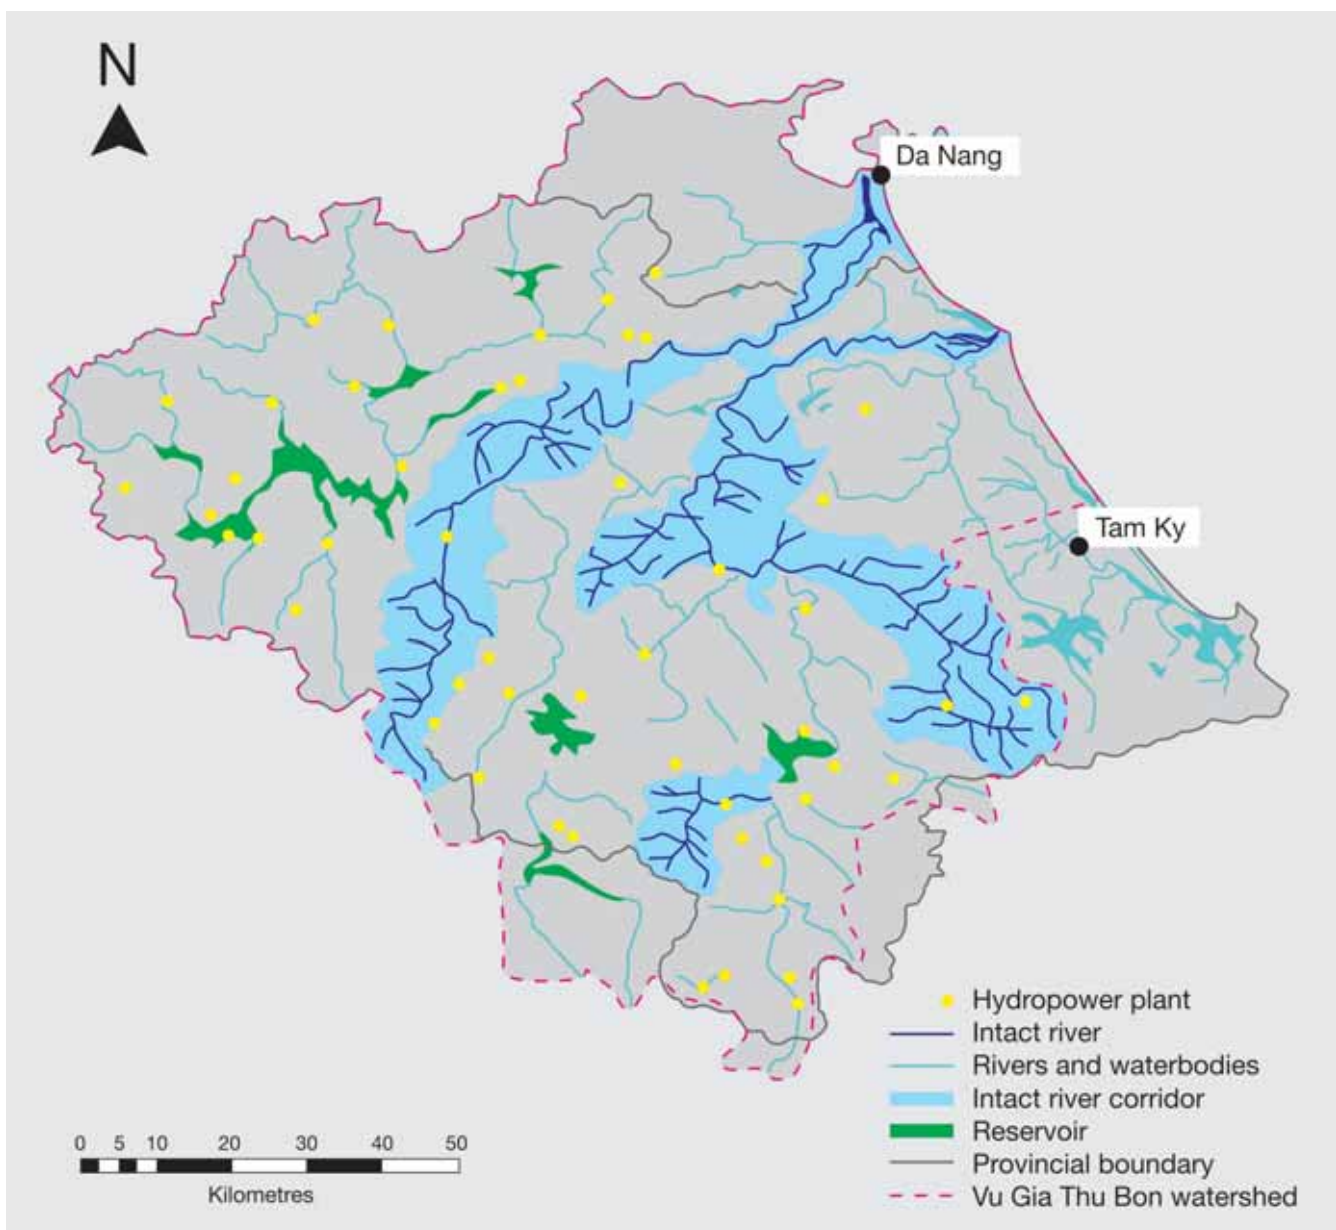 N
Da Nang
Tam Ky
Hydropower plant
Intact river
Rivers and waterbodies
Intact river corridor
Reservoir
Provincial boundary
Vu Gia Thu Bon watershed
0 5 10 20 30 40 50
Kilometres